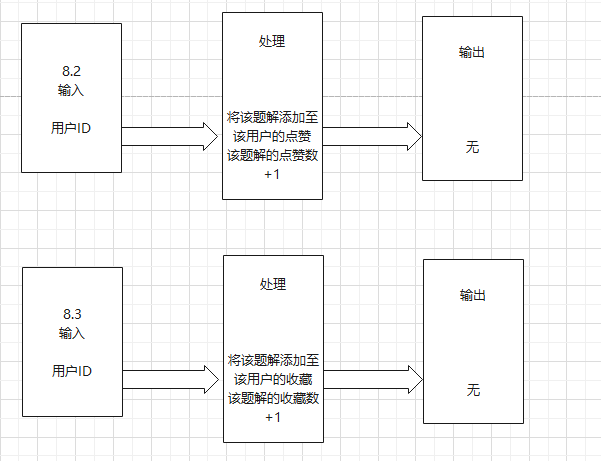 8.2
输入
用户ID
处理
将该题解添加至
该用户的点赞
该题解的点赞数
+1
输出
无
8.3
输入
用户ID
处理
将该题解添加至
该用户的收藏
该题解的收藏数
+1
输出
无